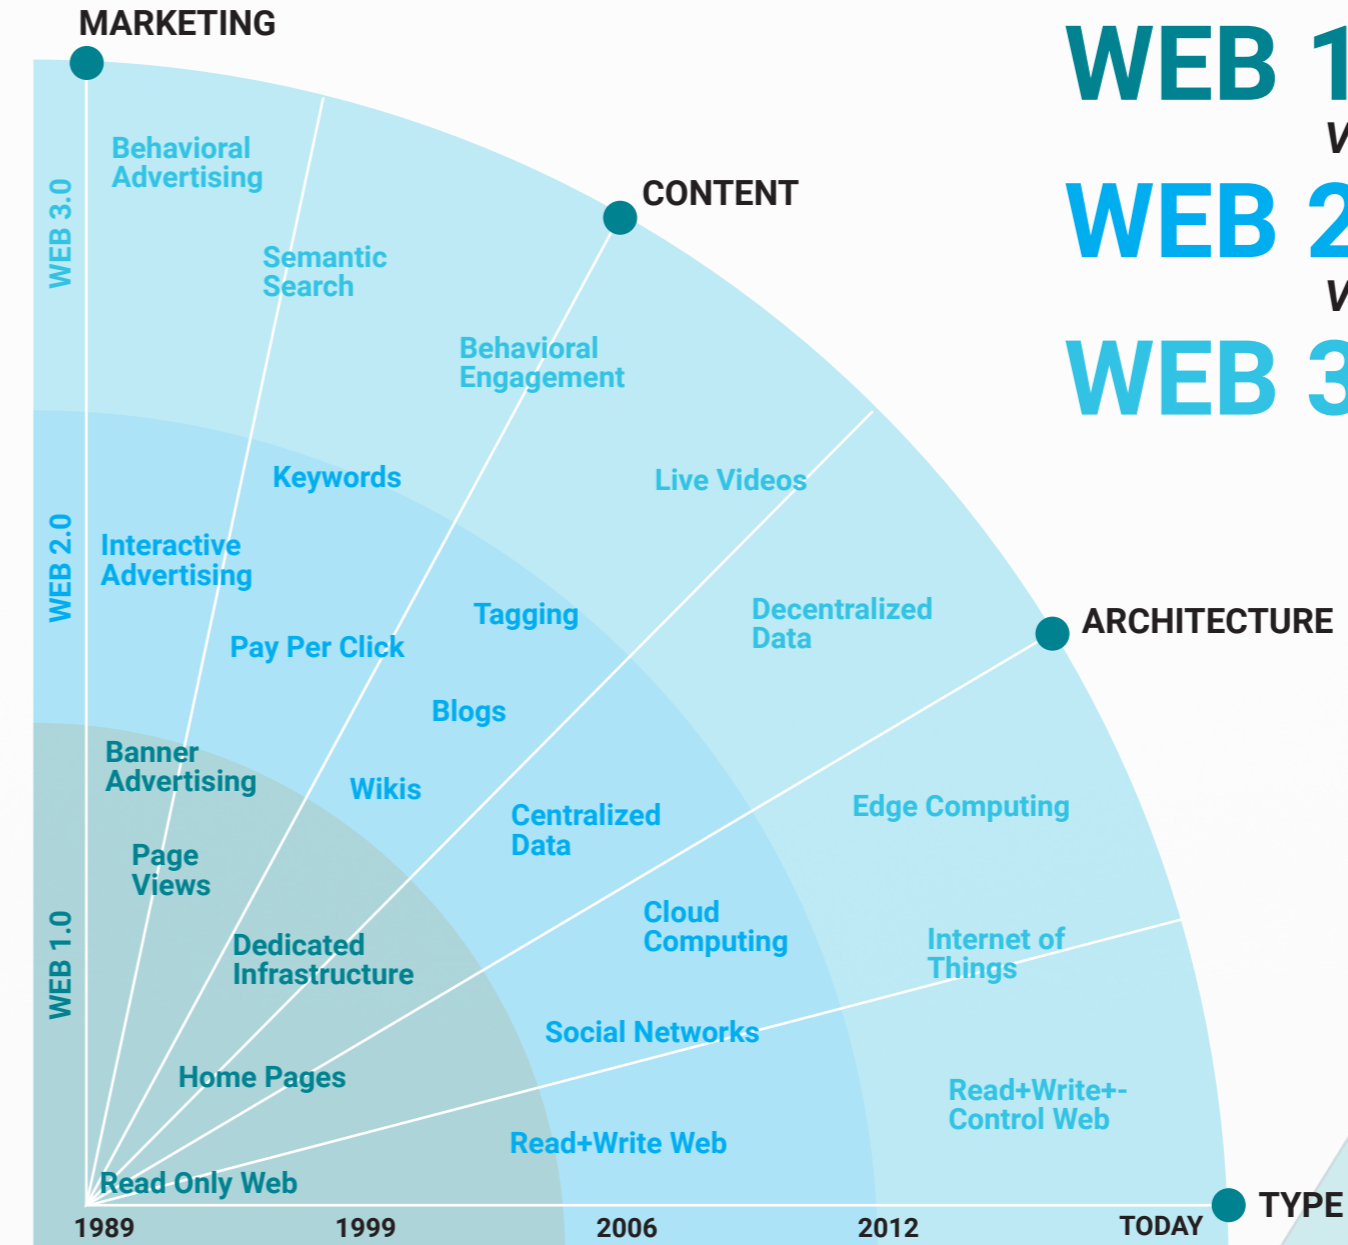 MARKETING
WEB 1
V
WEB 2
V
WEB 3
CONTENT
ARCHITECTURE
TYPE
WEB 3.0
Behavioral
Advertising
Semantic
Search
Behavioral
Engagement
Live Videos
Decentralized
Data
Edge Computing
Internet of
Things
Read+Write+-
Control Web
WEB 2.0
Keywords
Interactive
Advertising
Pay Per Click
Tagging
Blogs
Wikis
Centralized
Data
Cloud
Computing
Social Networks
Read+Write Web
WEB 1.0
Banner
Advertising
Page
Views
Dedicated
Infrastructure
Home Pages
Read Only Web
1989 1999 2006 2012 TODAY